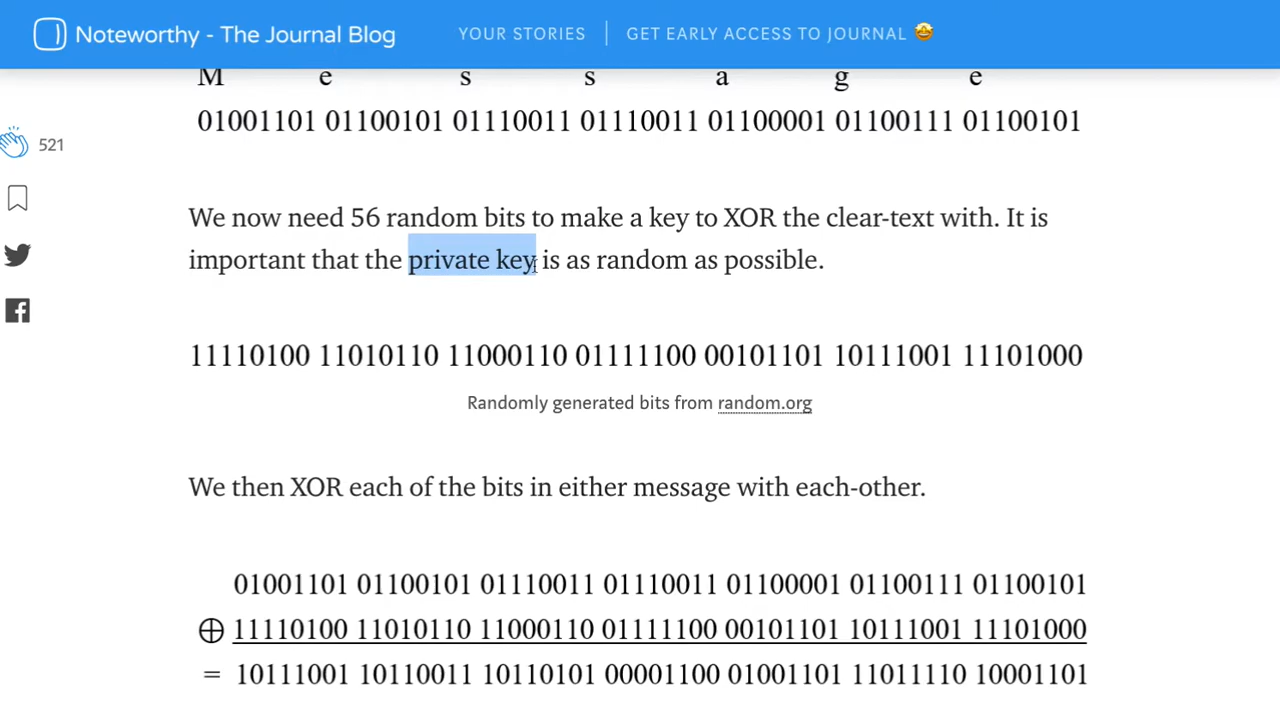 Noteworthy - The Journal Blog
YOUR STORIES
GET EARLY ACCESS TO JOURNAL 🤩
M e s s a g e
01001101 01100101 01110011 01110011 01100001 01100111 01100101
521
We now need 56 random bits to make a key to XOR the clear-text with. It is
important that the private key is as random as possible.
11110100 11010110 11000110 01111100 00101101 10111001 11101000
Randomly generated bits from random.org
We then XOR each of the bits in either message with each-other.
01001101 01100101 01110011 01110011 01100001 01100111 01100101
⊕ 11110100 11010110 11000110 01111100 00101101 10111001 11101000
= 10111001 10110011 10110101 00001100 01001101 11011110 10001101